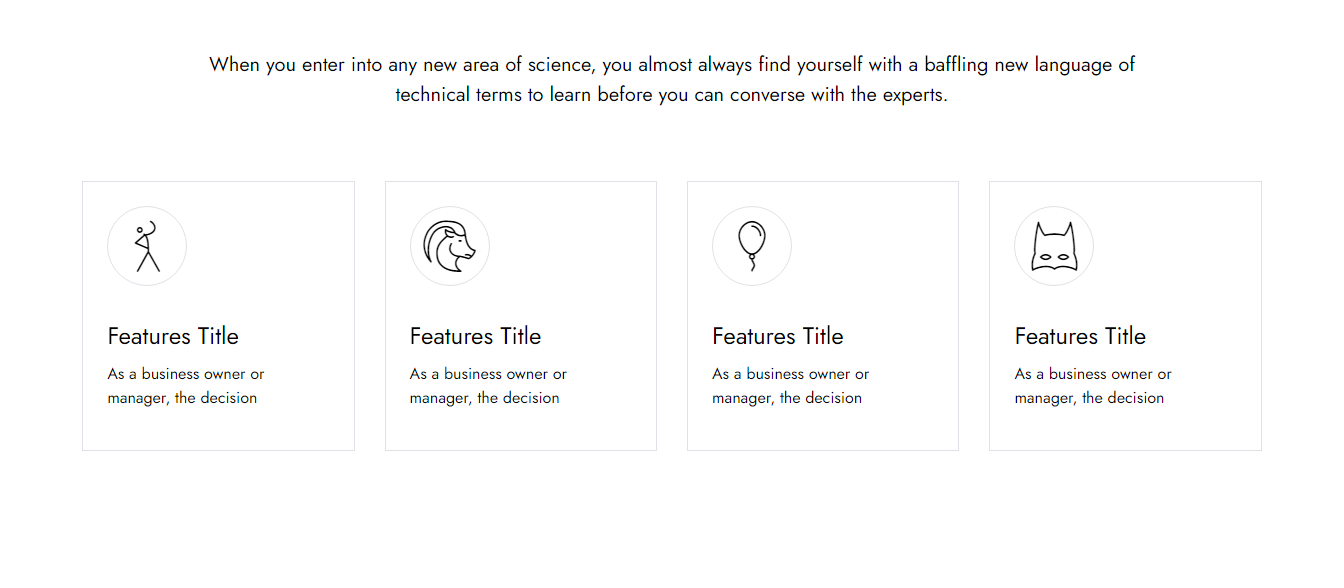 When you enter into any new area of science, you almost always find yourself with a baffling new language of
technical terms to learn before you can converse with the experts.
Features Title
As a business owner or
manager, the decision
Features Title
As a business owner or
manager, the decision
Features Title
As a business owner or
manager, the decision
Features Title
As a business owner or
manager, the decision